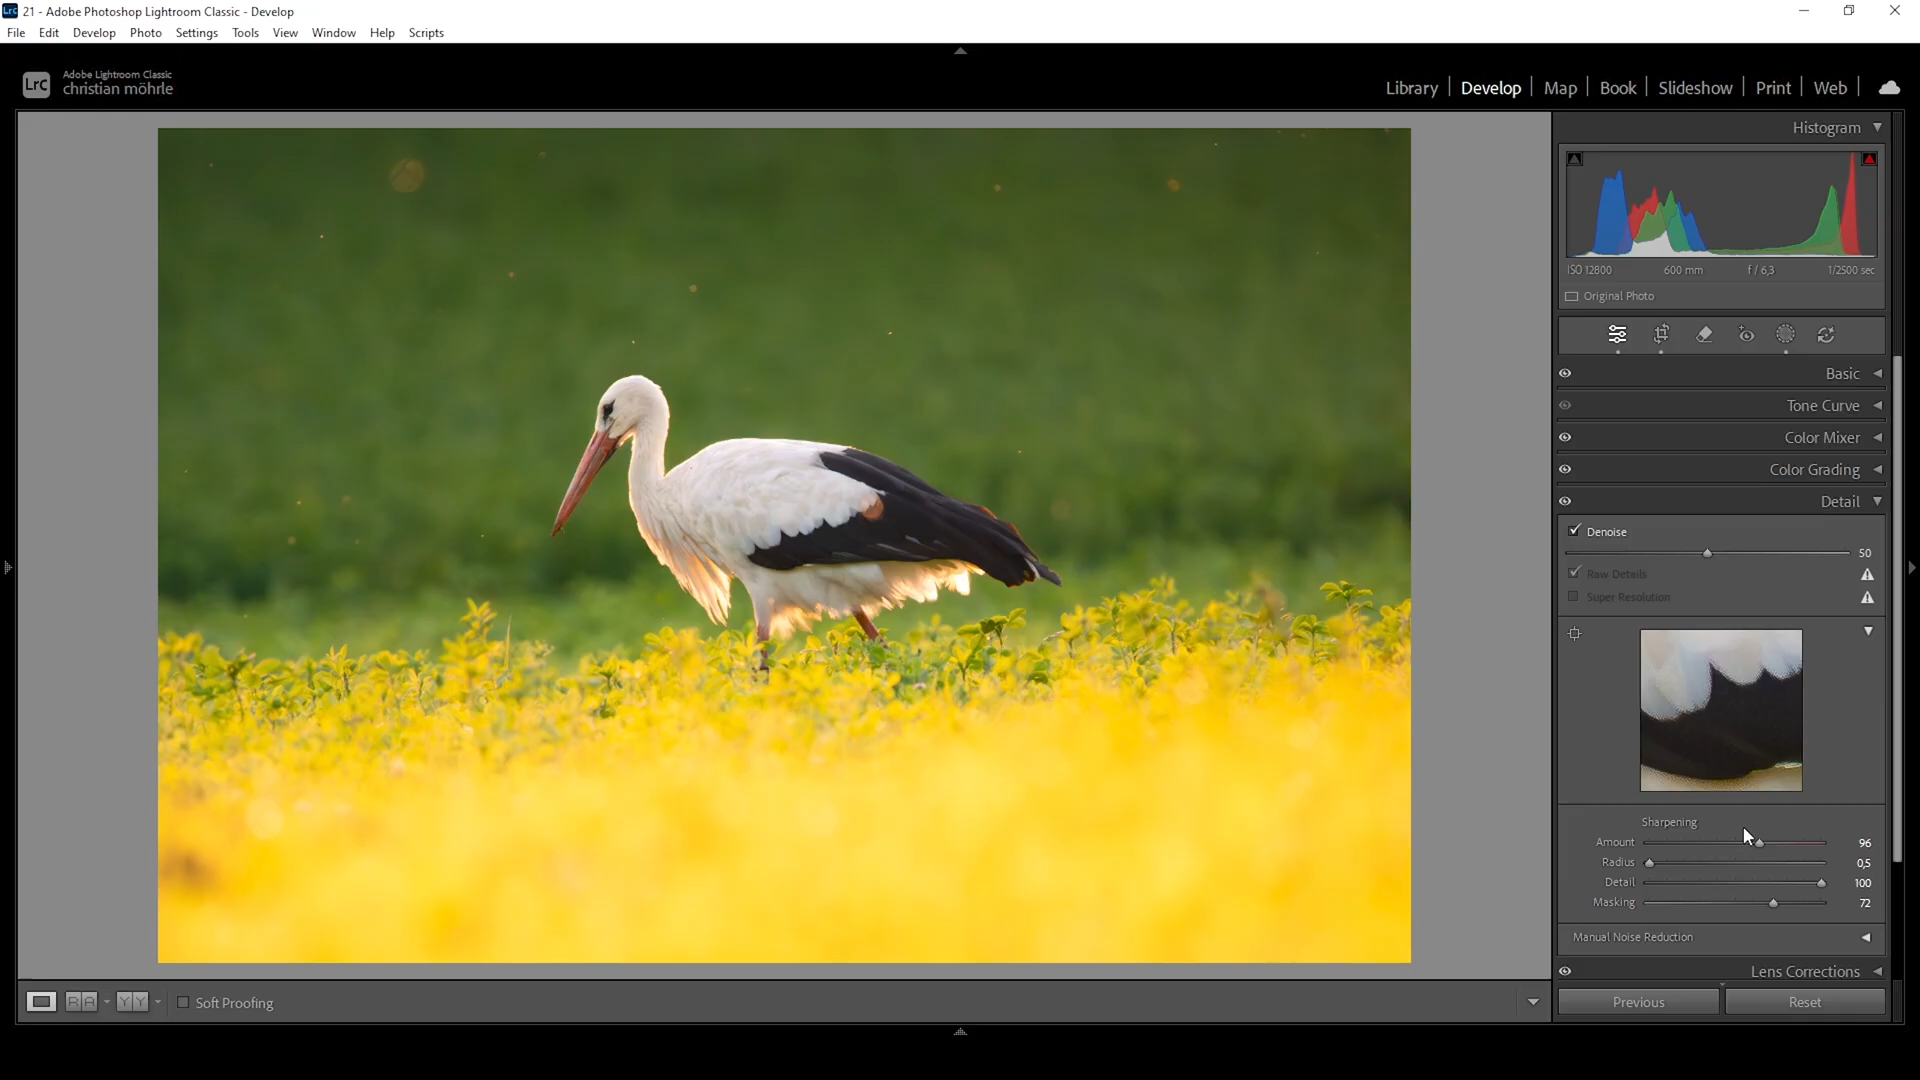 Lrc 21 - Adobe Photoshop Lightroom Classic - Develop
File Edit Develop Photo Settings Tools View Window Help Scripts
LrC
Adobe Lightroom Classic
christian möhrle
Library Develop Map Book Slideshow Print Web
Histogram
ISO 12800 600 mm f / 6,3 1/2500 sec
Original Photo
Basic
Tone Curve
Color Mixer
Color Grading
Detail
Denoise
50
Raw Details
Super Resolution
Sharpening
Amount 96
Radius 0,5
Detail 100
Masking 72
Manual Noise Reduction
Lens Corrections
R A Y Y Soft Proofing
Previous Reset